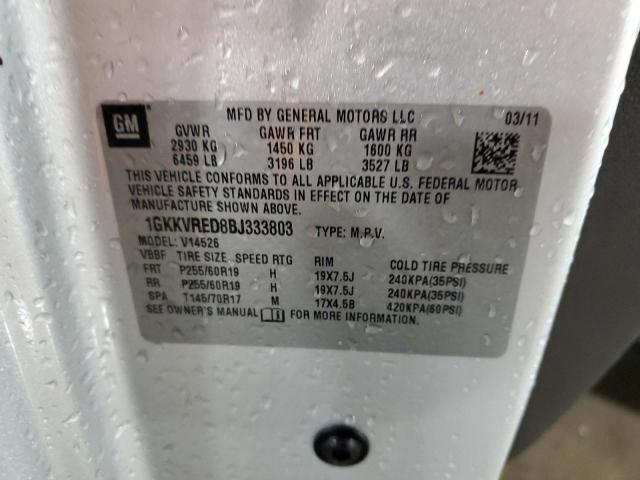 GM
MFD BY GENERAL MOTORS LLC 03/11
GVWR GAWR FRT GAWR RR
2930 KG 1450 KG 1600 KG
6459 LB 3196 LB 3527 LB
THIS VEHICLE CONFORMS TO ALL APPLICABLE U.S. FEDERAL MOTOR
VEHICLE SAFETY STANDARDS IN EFFECT ON THE DATE OF
MANUFACTURE SHOWN ABOVE.
1GKKVRED8BJ333803 TYPE: M.P.V.
MODEL: V14526
VBBF TIRE SIZE SPEED RTG RIM COLD TIRE PRESSURE
FRT P255/60R19 H 19X7.5J 240KPA(35PSI)
RR P255/60R19 H 19X7.5J 240KPA(35PSI)
SPA T145/70R17 M 17X4.5B 420KPA(60PSI)
SEE OWNER'S MANUAL FOR MORE INFORMATION.